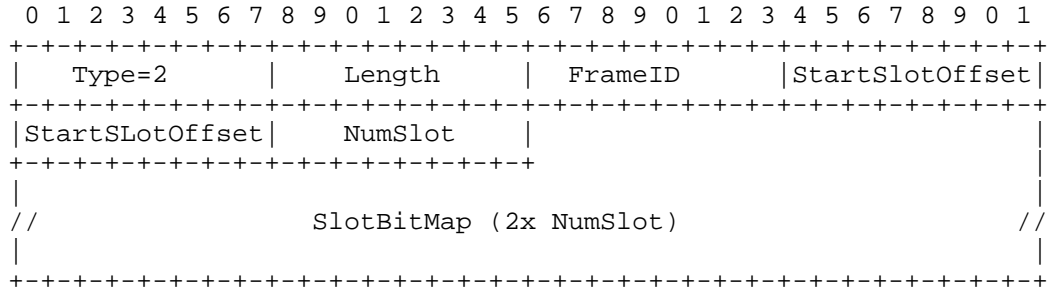 0 1 2 3 4 5 6 7 8 9 0 1 2 3 4 5 6 7 8 9 0 1 2 3 4 5 6 7 8 9 0 1
+-+-+-+-+-+-+-+-+-+-+-+-+-+-+-+-+-+-+-+-+-+-+-+-+-+-+-+-+-+-+-+-+
|    Type=2      |    Length     |  FrameID      |StartSlotOffset|
+-+-+-+-+-+-+-+-+-+-+-+-+-+-+-+-+-+-+-+-+-+-+-+-+-+-+-+-+-+-+-+-+
|StartSLotOffset|    NumSlot    |                               |
+-+-+-+-+-+-+-+-+-+-+-+-+-+-+-+-+                               |
|                                                               |
//                 SlotBitMap (2x NumSlot)                     //
|                                                               |
+-+-+-+-+-+-+-+-+-+-+-+-+-+-+-+-+-+-+-+-+-+-+-+-+-+-+-+-+-+-+-+-+